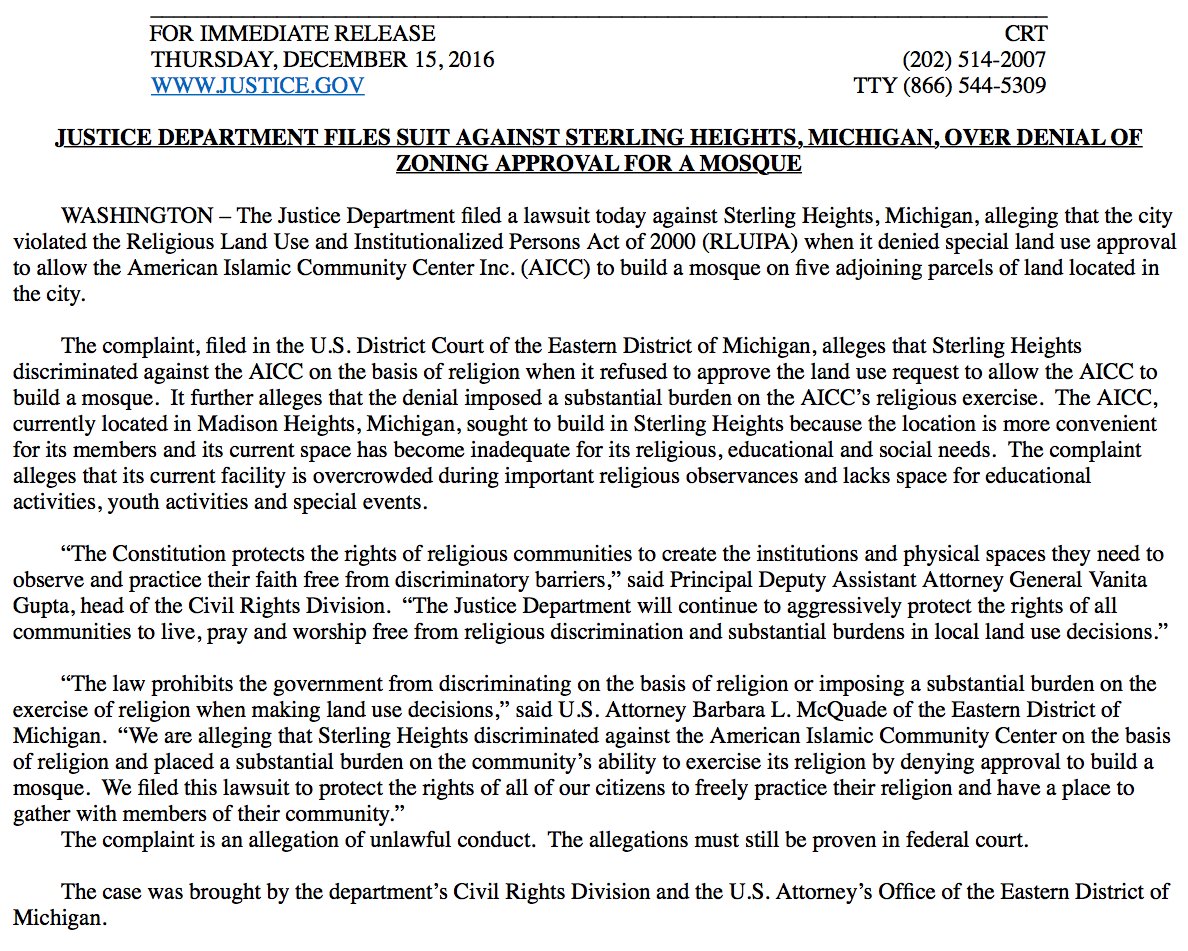 FOR IMMEDIATE RELEASE CRT
THURSDAY, DECEMBER 15, 2016 (202) 514-2007
WWW.JUSTICE.GOV TTY (866) 544-5309
JUSTICE DEPARTMENT FILES SUIT AGAINST STERLING HEIGHTS, MICHIGAN, OVER DENIAL OF
ZONING APPROVAL FOR A MOSQUE
WASHINGTON – The Justice Department filed a lawsuit today against Sterling Heights, Michigan, alleging that the city
violated the Religious Land Use and Institutionalized Persons Act of 2000 (RLUIPA) when it denied special land use approval
to allow the American Islamic Community Center Inc. (AICC) to build a mosque on five adjoining parcels of land located in
the city.
The complaint, filed in the U.S. District Court of the Eastern District of Michigan, alleges that Sterling Heights
discriminated against the AICC on the basis of religion when it refused to approve the land use request to allow the AICC to
build a mosque.  It further alleges that the denial imposed a substantial burden on the AICC’s religious exercise.  The AICC,
currently located in Madison Heights, Michigan, sought to build in Sterling Heights because the location is more convenient
for its members and its current space has become inadequate for its religious, educational and social needs.  The complaint
alleges that its current facility is overcrowded during important religious observances and lacks space for educational
activities, youth activities and special events.
“The Constitution protects the rights of religious communities to create the institutions and physical spaces they need to
observe and practice their faith free from discriminatory barriers,” said Principal Deputy Assistant Attorney General Vanita
Gupta, head of the Civil Rights Division.  “The Justice Department will continue to aggressively protect the rights of all
communities to live, pray and worship free from religious discrimination and substantial burdens in local land use decisions.”
“The law prohibits the government from discriminating on the basis of religion or imposing a substantial burden on the
exercise of religion when making land use decisions,” said U.S. Attorney Barbara L. McQuade of the Eastern District of
Michigan.  “We are alleging that Sterling Heights discriminated against the American Islamic Community Center on the basis
of religion and placed a substantial burden on the community’s ability to exercise its religion by denying approval to build a
mosque.  We filed this lawsuit to protect the rights of all of our citizens to freely practice their religion and have a place to
gather with members of their community.”
The complaint is an allegation of unlawful conduct.  The allegations must still be proven in federal court.
The case was brought by the department’s Civil Rights Division and the U.S. Attorney’s Office of the Eastern District of
Michigan.